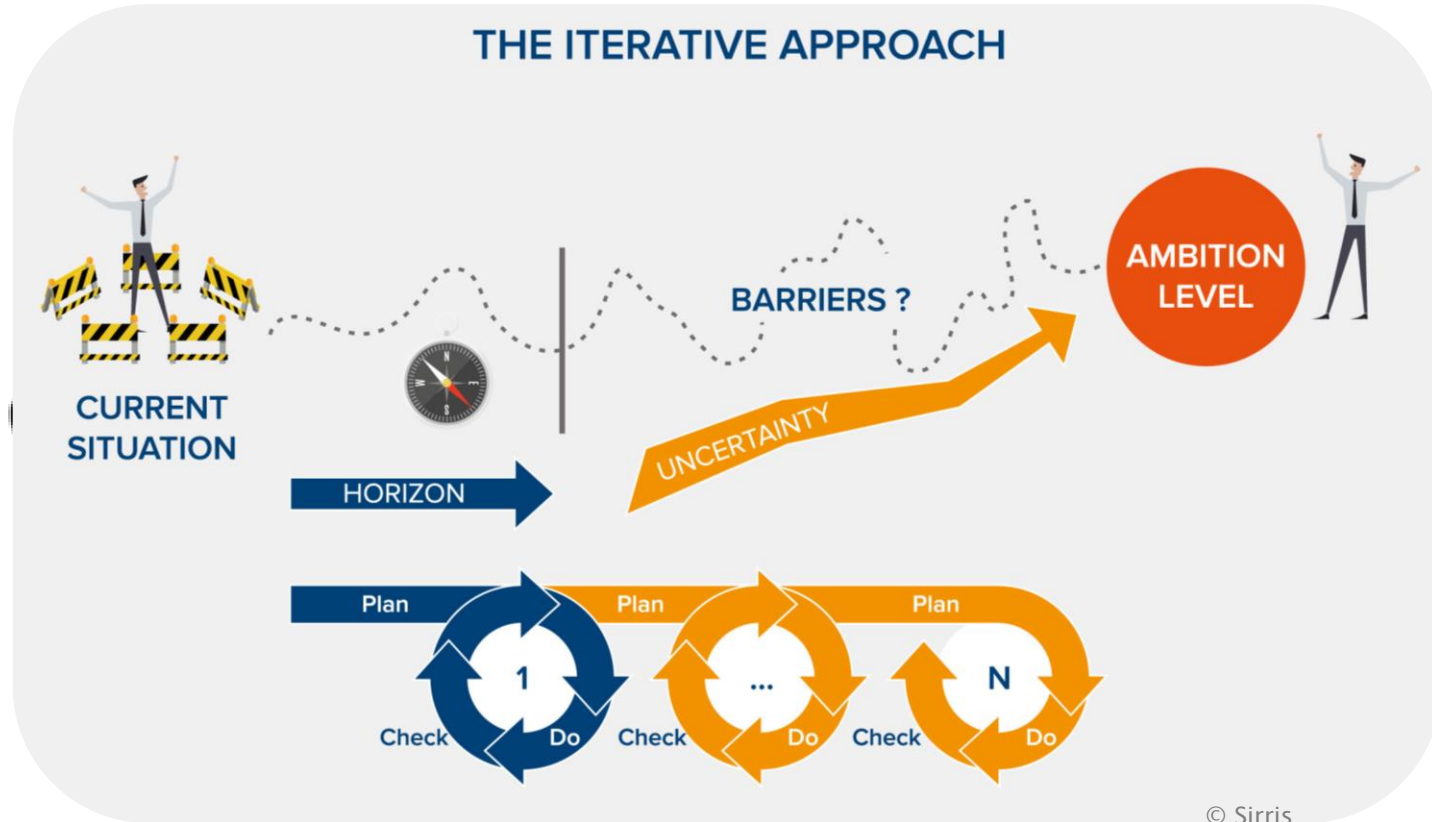 THE ITERATIVE APPROACH
AMBITION
LEVEL
BARRIERS ?
N
W
E
S
CURRENT
SITUATION
UNCERTAINTY
HORIZON
Plan
Plan
Plan
1
...
N
Check
Do
Check
Do
Check
Do
© Sirris